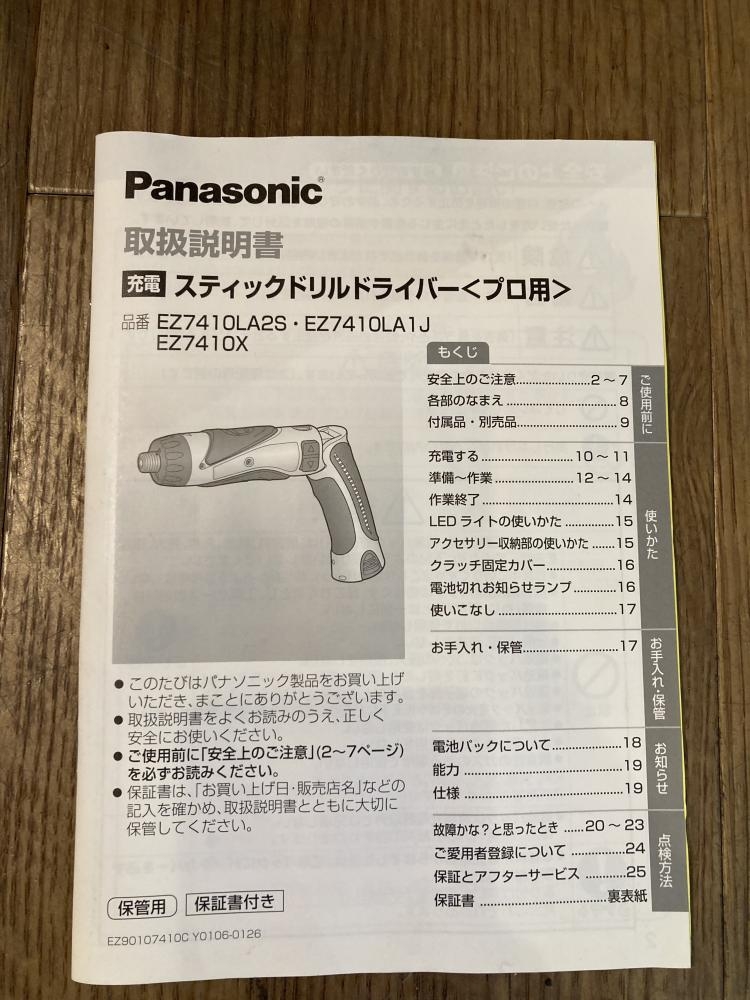 Panasonic®
取扱説明書
充電 スティックドリルドライバー<プロ用>
品番 EZ7410LA2S・EZ7410LA1J
EZ7410X
もくじ
安全上のご注意......................2～7
各部のなまえ................................8
付属品・別売品..............................9
ご使用前に
充電する............................10～11
準備～作業........................12～14
作業終了......................................14
LEDライトの使いかた..............15
アクセサリー収納部の使いかた......15
クラッチ固定カバー....................16
電池切れお知らせランプ............16
使いこなし..................................17
使いかた
お手入れ・保管............................17
お手入れ・保管
電池パックについて....................18
能力............................................19
仕様............................................19
お知らせ
故障かな?と思ったとき......20～23
ご愛用者登録について................24
保証とアフターサービス............25
保証書................................裏表紙
点検方法
● このたびはパナソニック製品をお買い上げ
いただき、まことにありがとうございます。
● 取扱説明書をよくお読みのうえ、正しく
安全にお使いください。
● ご使用前に「安全上のご注意」(2～7ページ)
を必ずお読みください。
● 保証書は、「お買い上げ日・販売店名」などの
記入を確かめ、取扱説明書とともに大切に
保管してください。
保管用 保証書付き
EZ90107410C Y0106-0126